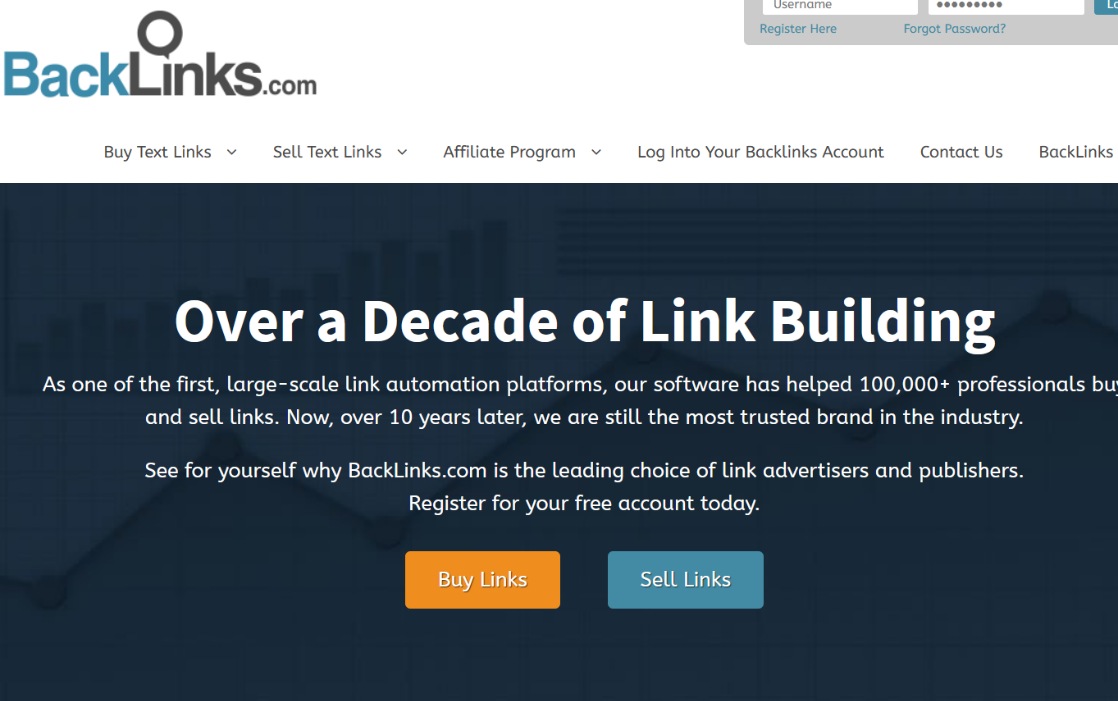 Username
Register Here Forgot Password?
BackLinks.com
Buy Text Links Sell Text Links Affiliate Program Log Into Your Backlinks Account Contact Us BackLinks
Over a Decade of Link Building
As one of the first, large-scale link automation platforms, our software has helped 100,000+ professionals
and sell links. Now, over 10 years later, we are still the most trusted brand in the industry.
See for yourself why BackLinks.com is the leading choice of link advertisers and publishers.
Register for your free account today.
Buy Links Sell Links